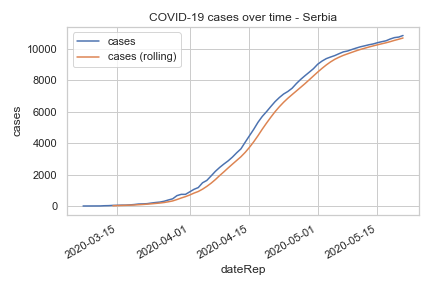 COVID-19 cases over time - Serbia
cases
cases (rolling)
10000
8000
6000
4000
2000
0
cases
2020-03-15
2020-04-01
2020-04-15
2020-05-01
2020-05-15
dateRep